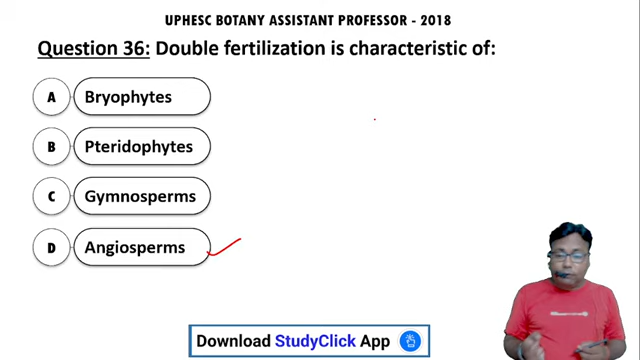 UPHESC BOTANY ASSISTANT PROFESSOR - 2018
Question 36: Double fertilization is characteristic of:
A Bryophytes
B Pteridophytes
C Gymnosperms
D Angiosperms
Download StudyClick App